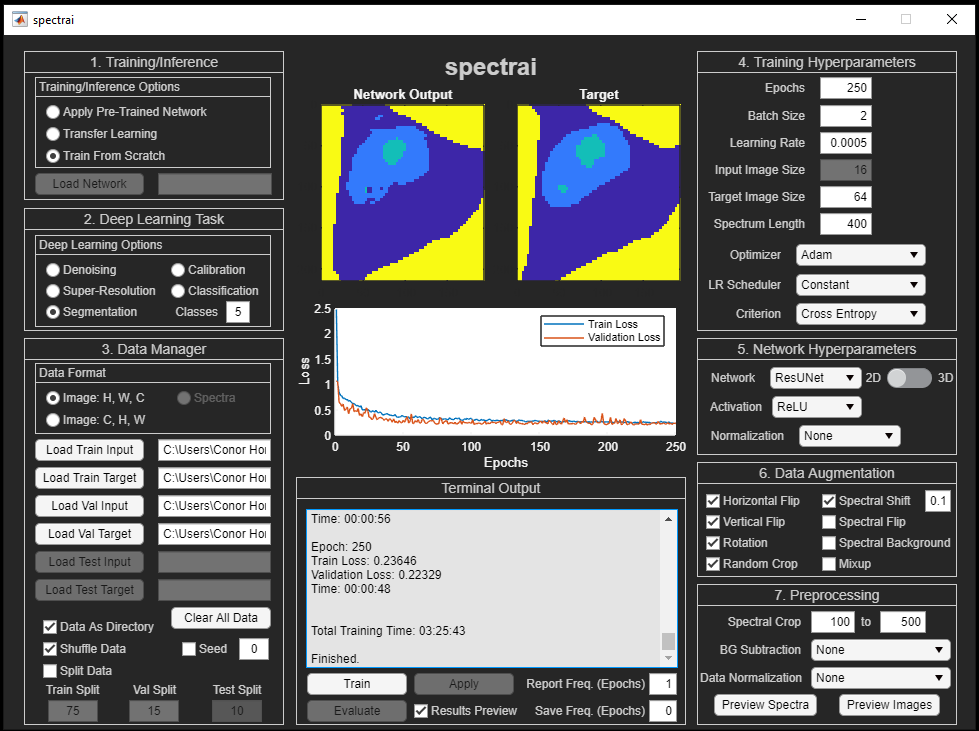 spectrai
1. Training/Inference
Training/Inference Options
Apply Pre-Trained Network
Transfer Learning
Train From Scratch
Load Network
2. Deep Learning Task
Deep Learning Options
Denoising Calibration
Super-Resolution Classification
Segmentation Classes 5
3. Data Manager
Data Format
Image: H, W, C Spectra
Image: C, H, W
Load Train Input C:\Users\Conor Hor
Load Train Target C:\Users\Conor Hor
Load Val Input C:\Users\Conor Hor
Load Val Target C:\Users\Conor Hor
Load Test Input
Load Test Target
Clear All Data
Data As Directory
Shuffle Data Seed 0
Split Data
Train Split Val Split Test Split
75 15 10
spectrai
Network Output Target
2.5
2
1.5
1
0.5
0
Loss
Train Loss
Validation Loss
0 50 100 150 200 250
Epochs
Terminal Output
Time: 00:00:56
Epoch: 250
Train Loss: 0.23646
Validation Loss: 0.22329
Time: 00:00:48
Total Training Time: 03:25:43
Finished.
Train Apply Report Freq. (Epochs) 1
Evaluate Results Preview Save Freq. (Epochs) 0
4. Training Hyperparameters
Epochs 250
Batch Size 2
Learning Rate 0.0005
Input Image Size 16
Target Image Size 64
Spectrum Length 400
Optimizer Adam
LR Scheduler Constant
Criterion Cross Entropy
5. Network Hyperparameters
Network ResUNet 2D 3D
Activation ReLU
Normalization None
6. Data Augmentation
Horizontal Flip Spectral Shift 0.1
Vertical Flip Spectral Flip
Rotation Spectral Background
Random Crop Mixup
7. Preprocessing
Spectral Crop 100 to 500
BG Subtraction None
Data Normalization None
Preview Spectra Preview Images